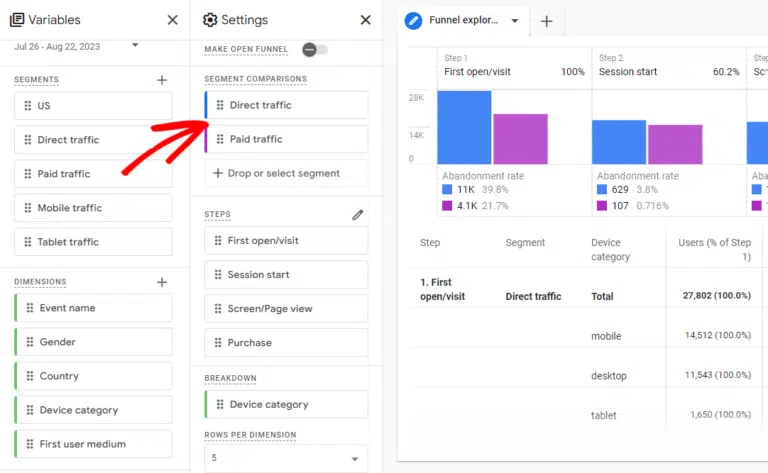 Variables
Jul 26 - Aug 22, 2023
SEGMENTS
US
Direct traffic
Paid traffic
Mobile traffic
Tablet traffic
DIMENSIONS
Event name
Gender
Country
Device category
First user medium
Settings
MAKE OPEN FUNNEL
SEGMENT COMPARISONS
Direct traffic
Paid traffic
Drop or select segment
STEPS
First open/visit
Session start
Screen/Page view
Purchase
BREAKDOWN
Device category
ROWS PER DIMENSION
5
Funnel explor...
Step 1
First open/visit 100%
Step 2
Session start 60.2%
Step
Scr
28K
14K
0
Abandonment rate
11K 39.8%
4.1K 21.7%
Abandonment rate
629 3.8%
107 0.716%
Step Segment Device category Users (% of Step 1)
1. First open/visit Direct traffic Total 27,802 (100.0%)
mobile 14,512 (100.0%)
desktop 11,543 (100.0%)
tablet 1,650 (100.0%)